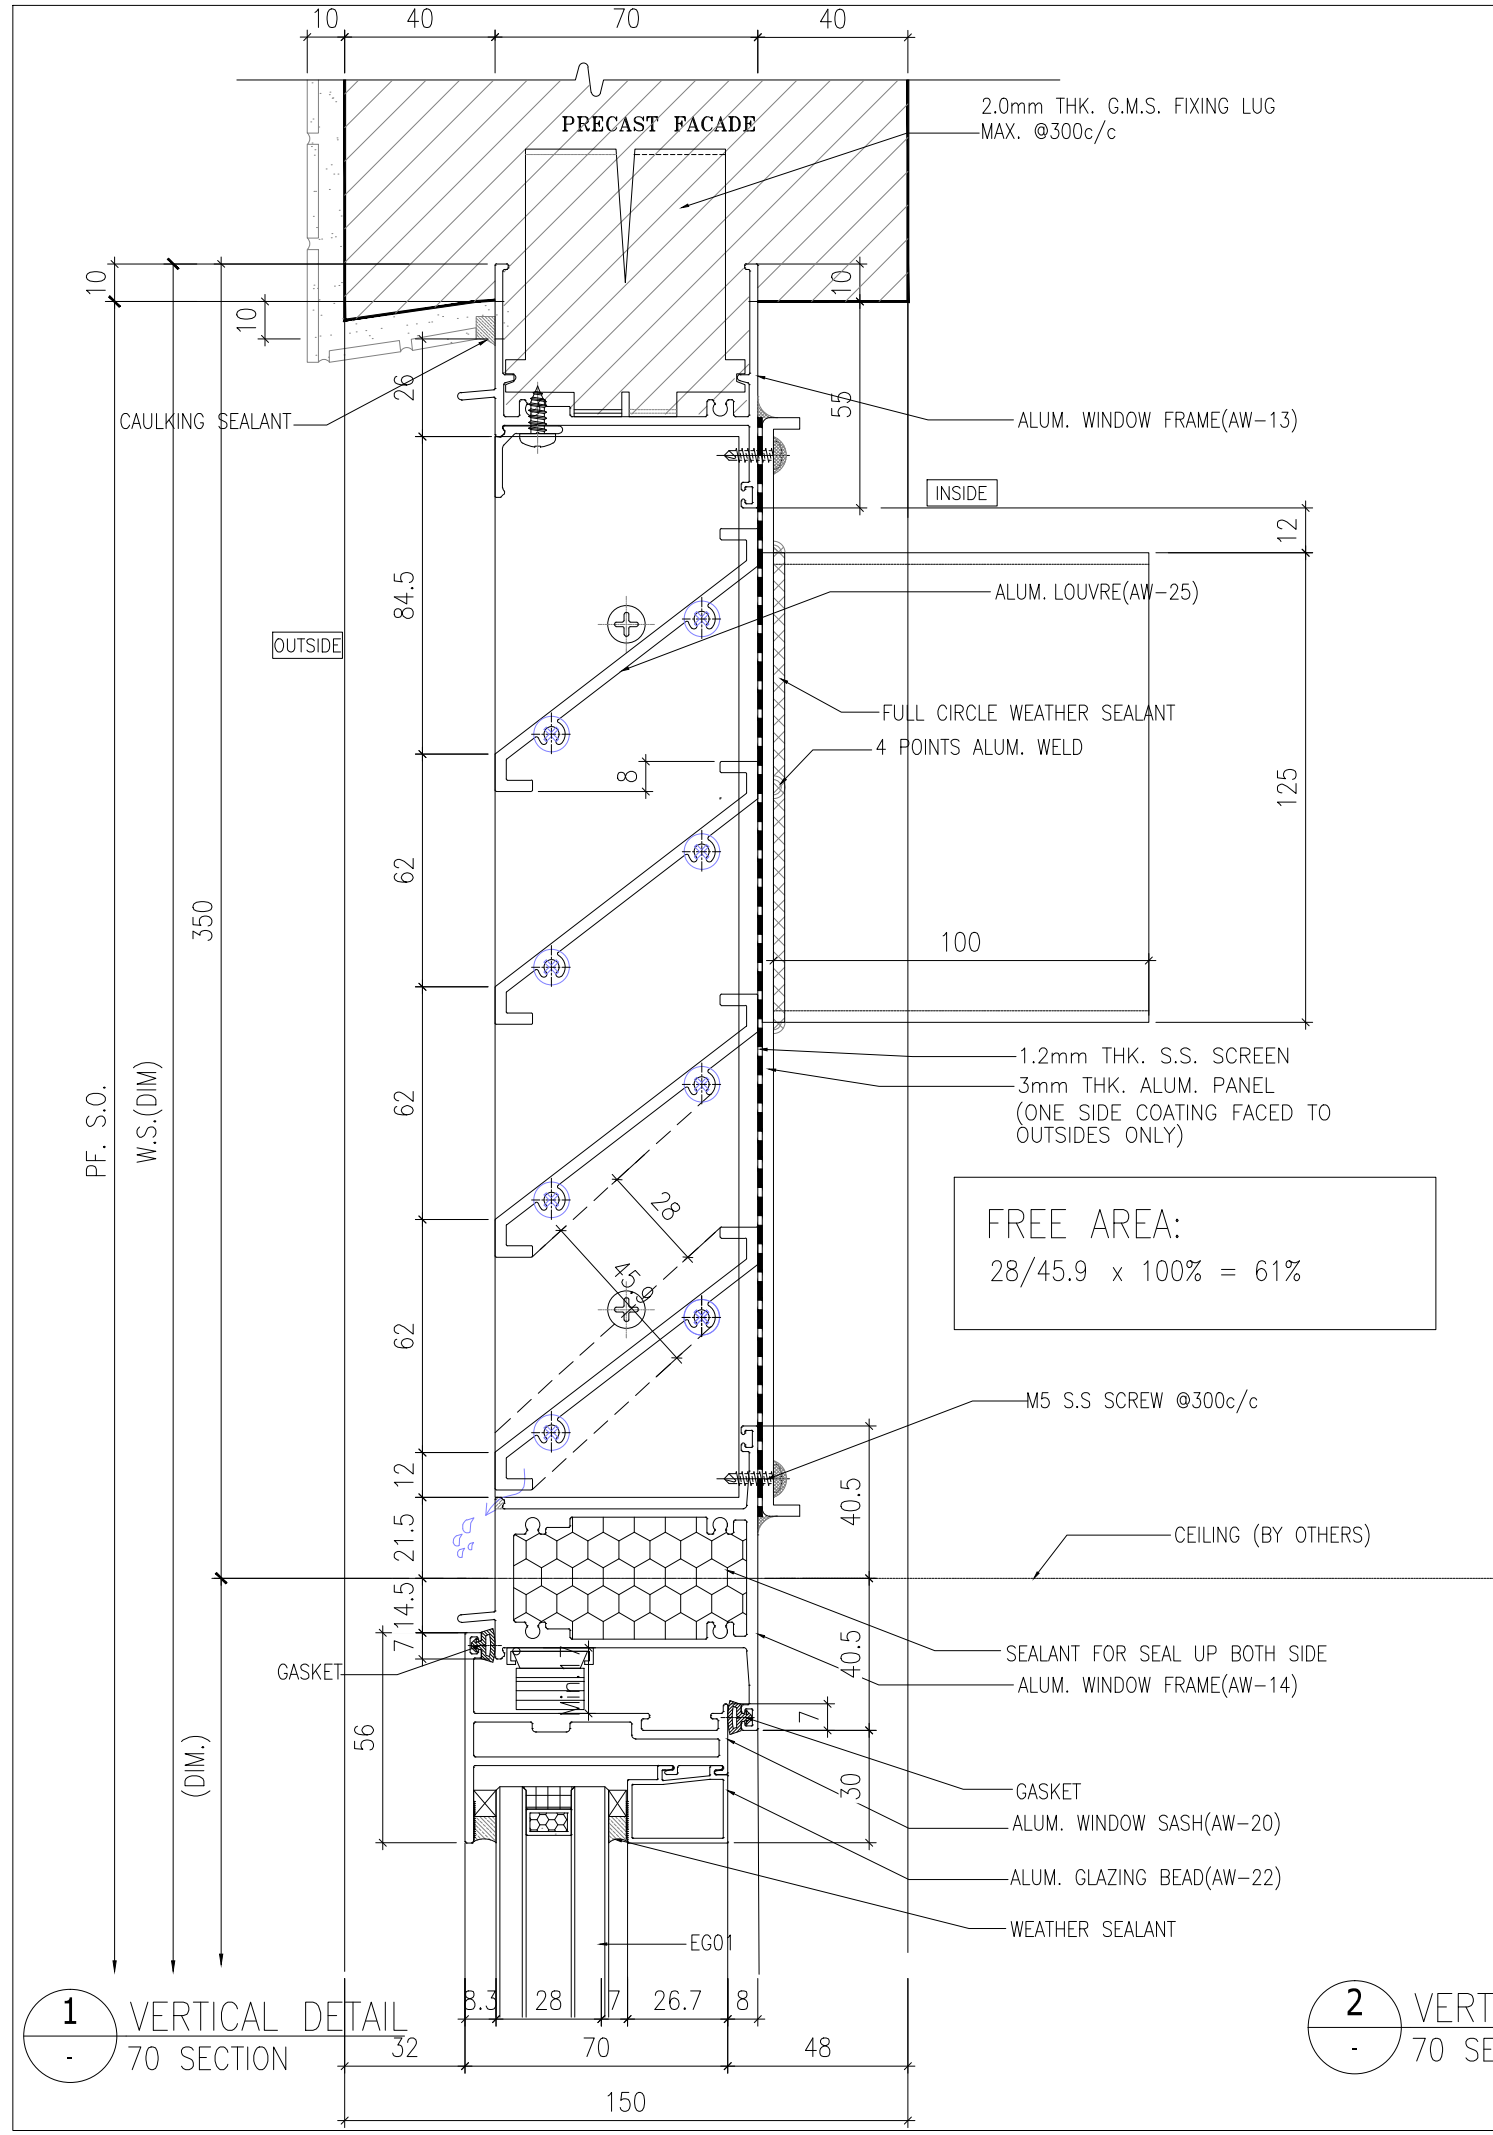 10
40
70
40
PRECAST FACADE
2.0mm THK. G.M.S. FIXING LUG
MAX. @300c/c
10
10
10
26
55
CAULKING SEALANT
ALUM. WINDOW FRAME(AW-13)
INSIDE
12
84.5
ALUM. LOUVRE(AW-25)
OUTSIDE
FULL CIRCLE WEATHER SEALANT
4 POINTS ALUM. WELD
8
125
62
350
100
1.2mm THK. S.S. SCREEN
3mm THK. ALUM. PANEL
(ONE SIDE COATING FACED TO
OUTSIDES ONLY)
PF. S.O.
W.S.(DIM)
62
28
FREE AREA:
28/45.9 x 100% = 61%
45.9
62
M5 S.S SCREW @300c/c
12
40.5
21.5
CEILING (BY OTHERS)
14.5
7
GASKET
40.5
SEALANT FOR SEAL UP BOTH SIDE
ALUM. WINDOW FRAME(AW-14)
7
56
(DIM.)
30
GASKET
ALUM. WINDOW SASH(AW-20)
ALUM. GLAZING BEAD(AW-22)
WEATHER SEALANT
EG01
8.3
28
7
26.7
8
1
VERTICAL DETAIL
-
70 SECTION
32
70
48
150
2
VERT
-
70 SE